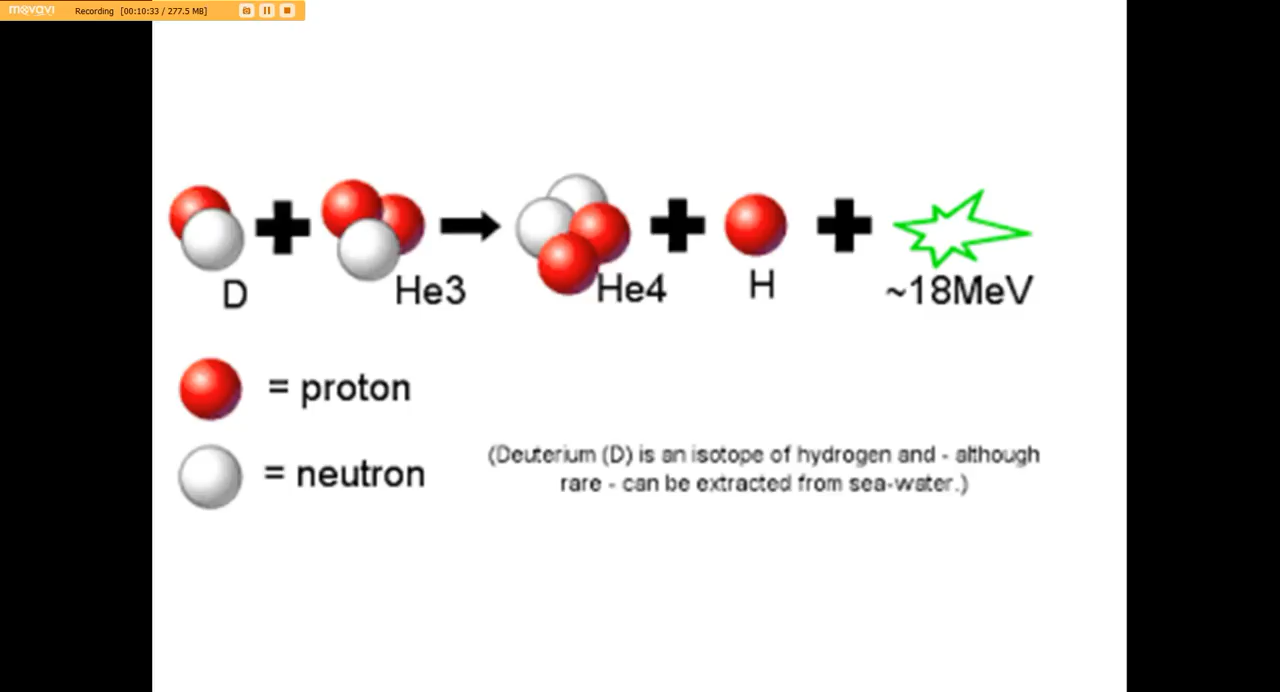 movavi Recording [00:10:33 / 277.5 MB]
D He3 He4 H ~18MeV
= proton
= neutron
(Deuterium (D) is an isotope of hydrogen and - although
rare - can be extracted from sea-water.)